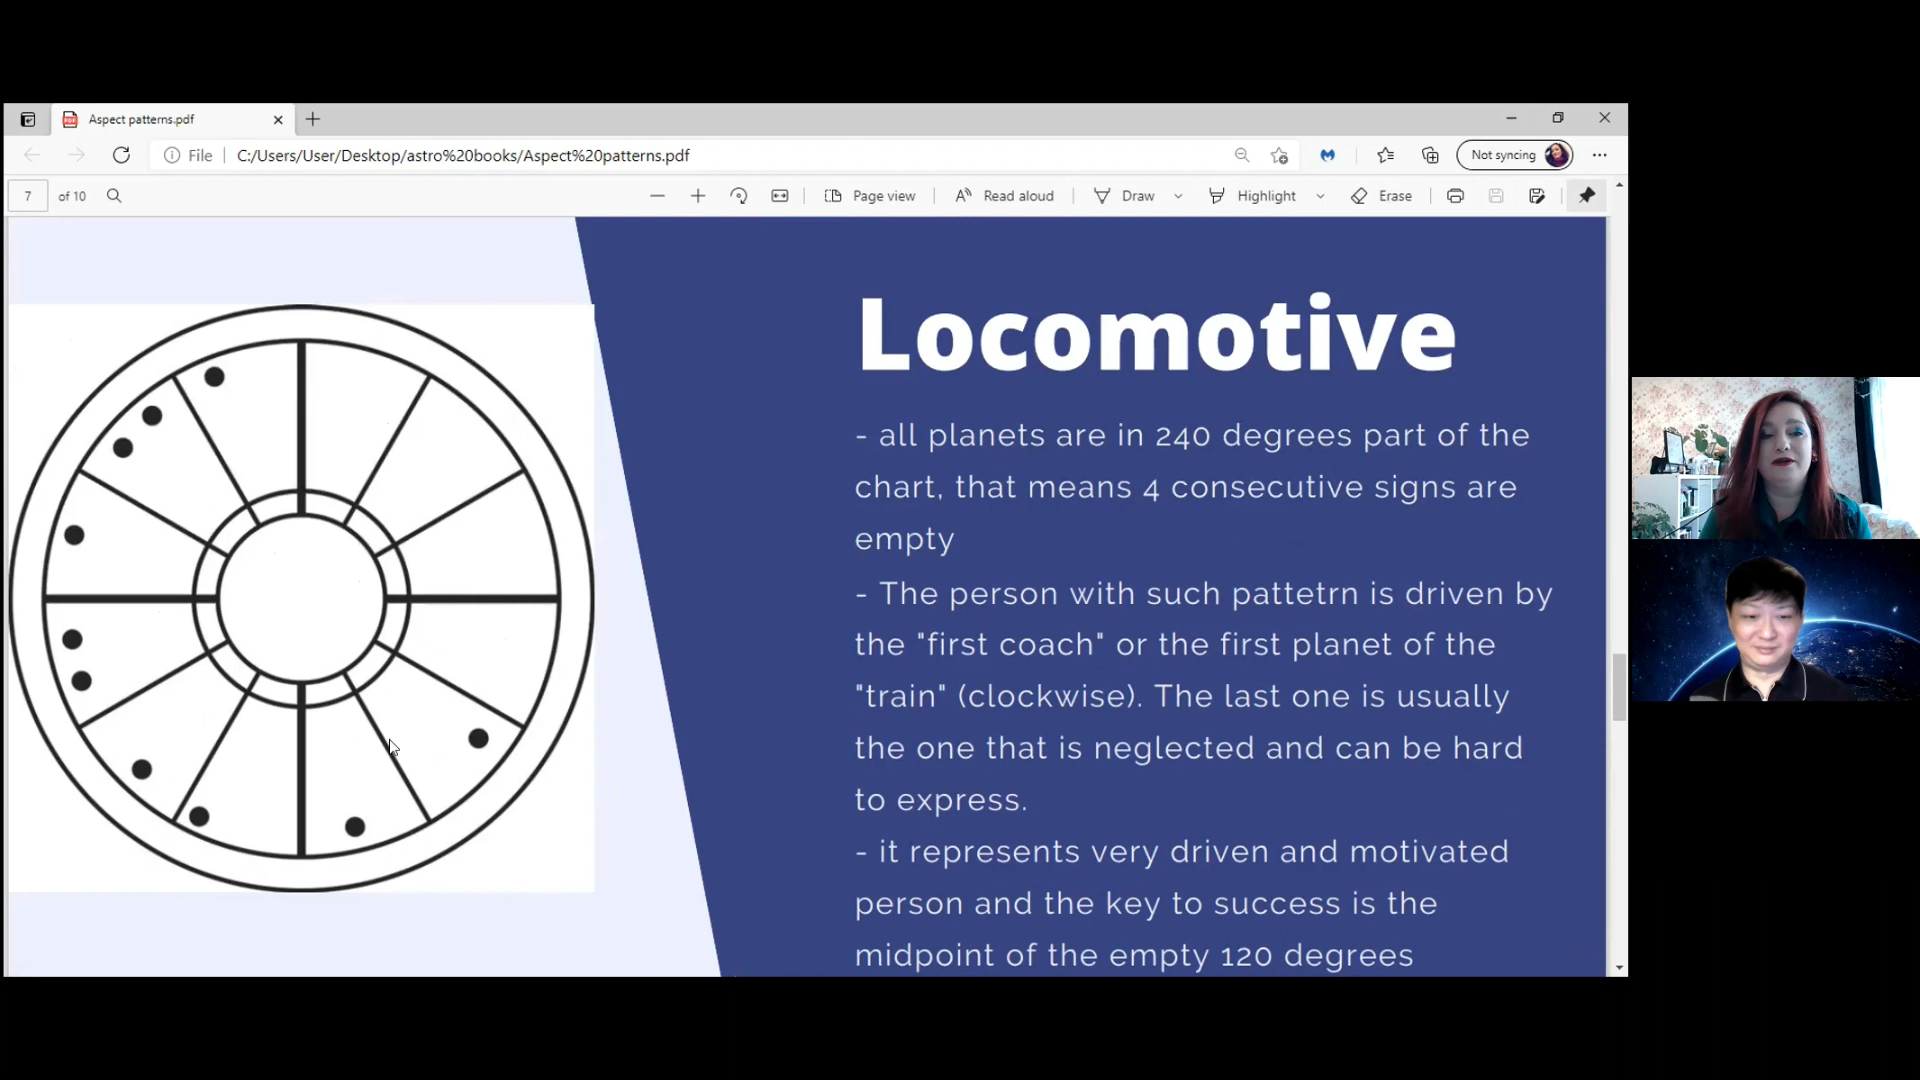 Aspect patterns.pdf
File
C:/Users/User/Desktop/astro%20books/Aspect%20patterns.pdf
Not syncing
7 of 10
Page view
Read aloud
Draw
Highlight
Erase
Locomotive
- all planets are in 240 degrees part of the
chart, that means 4 consecutive signs are
empty
- The person with such pattetrn is driven by
the "first coach" or the first planet of the
"train" (clockwise). The last one is usually
the one that is neglected and can be hard
to express.
- it represents very driven and motivated
person and the key to success is the
midpoint of the empty 120 degrees